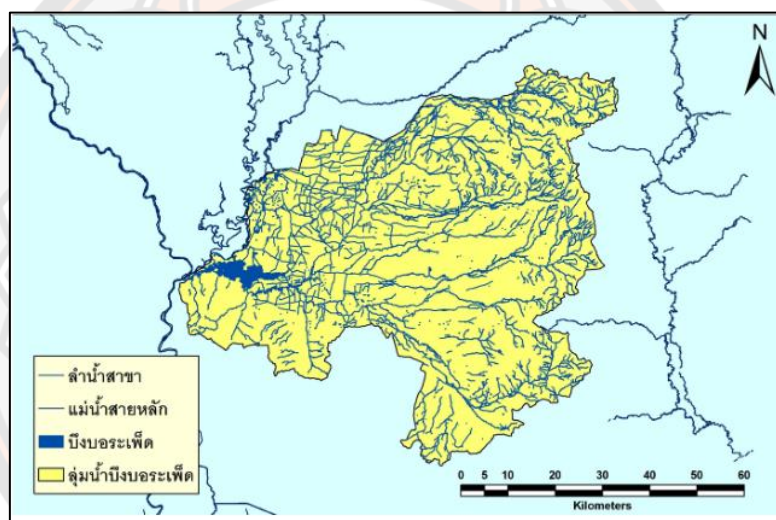 N
ลำน้ำสาขา
แม่น้ำสายหลัก
บึงบอระเพ็ด
ลุ่มน้ำบึงบอระเพ็ด
0 5 10 20 30 40 50 60
Kilometers